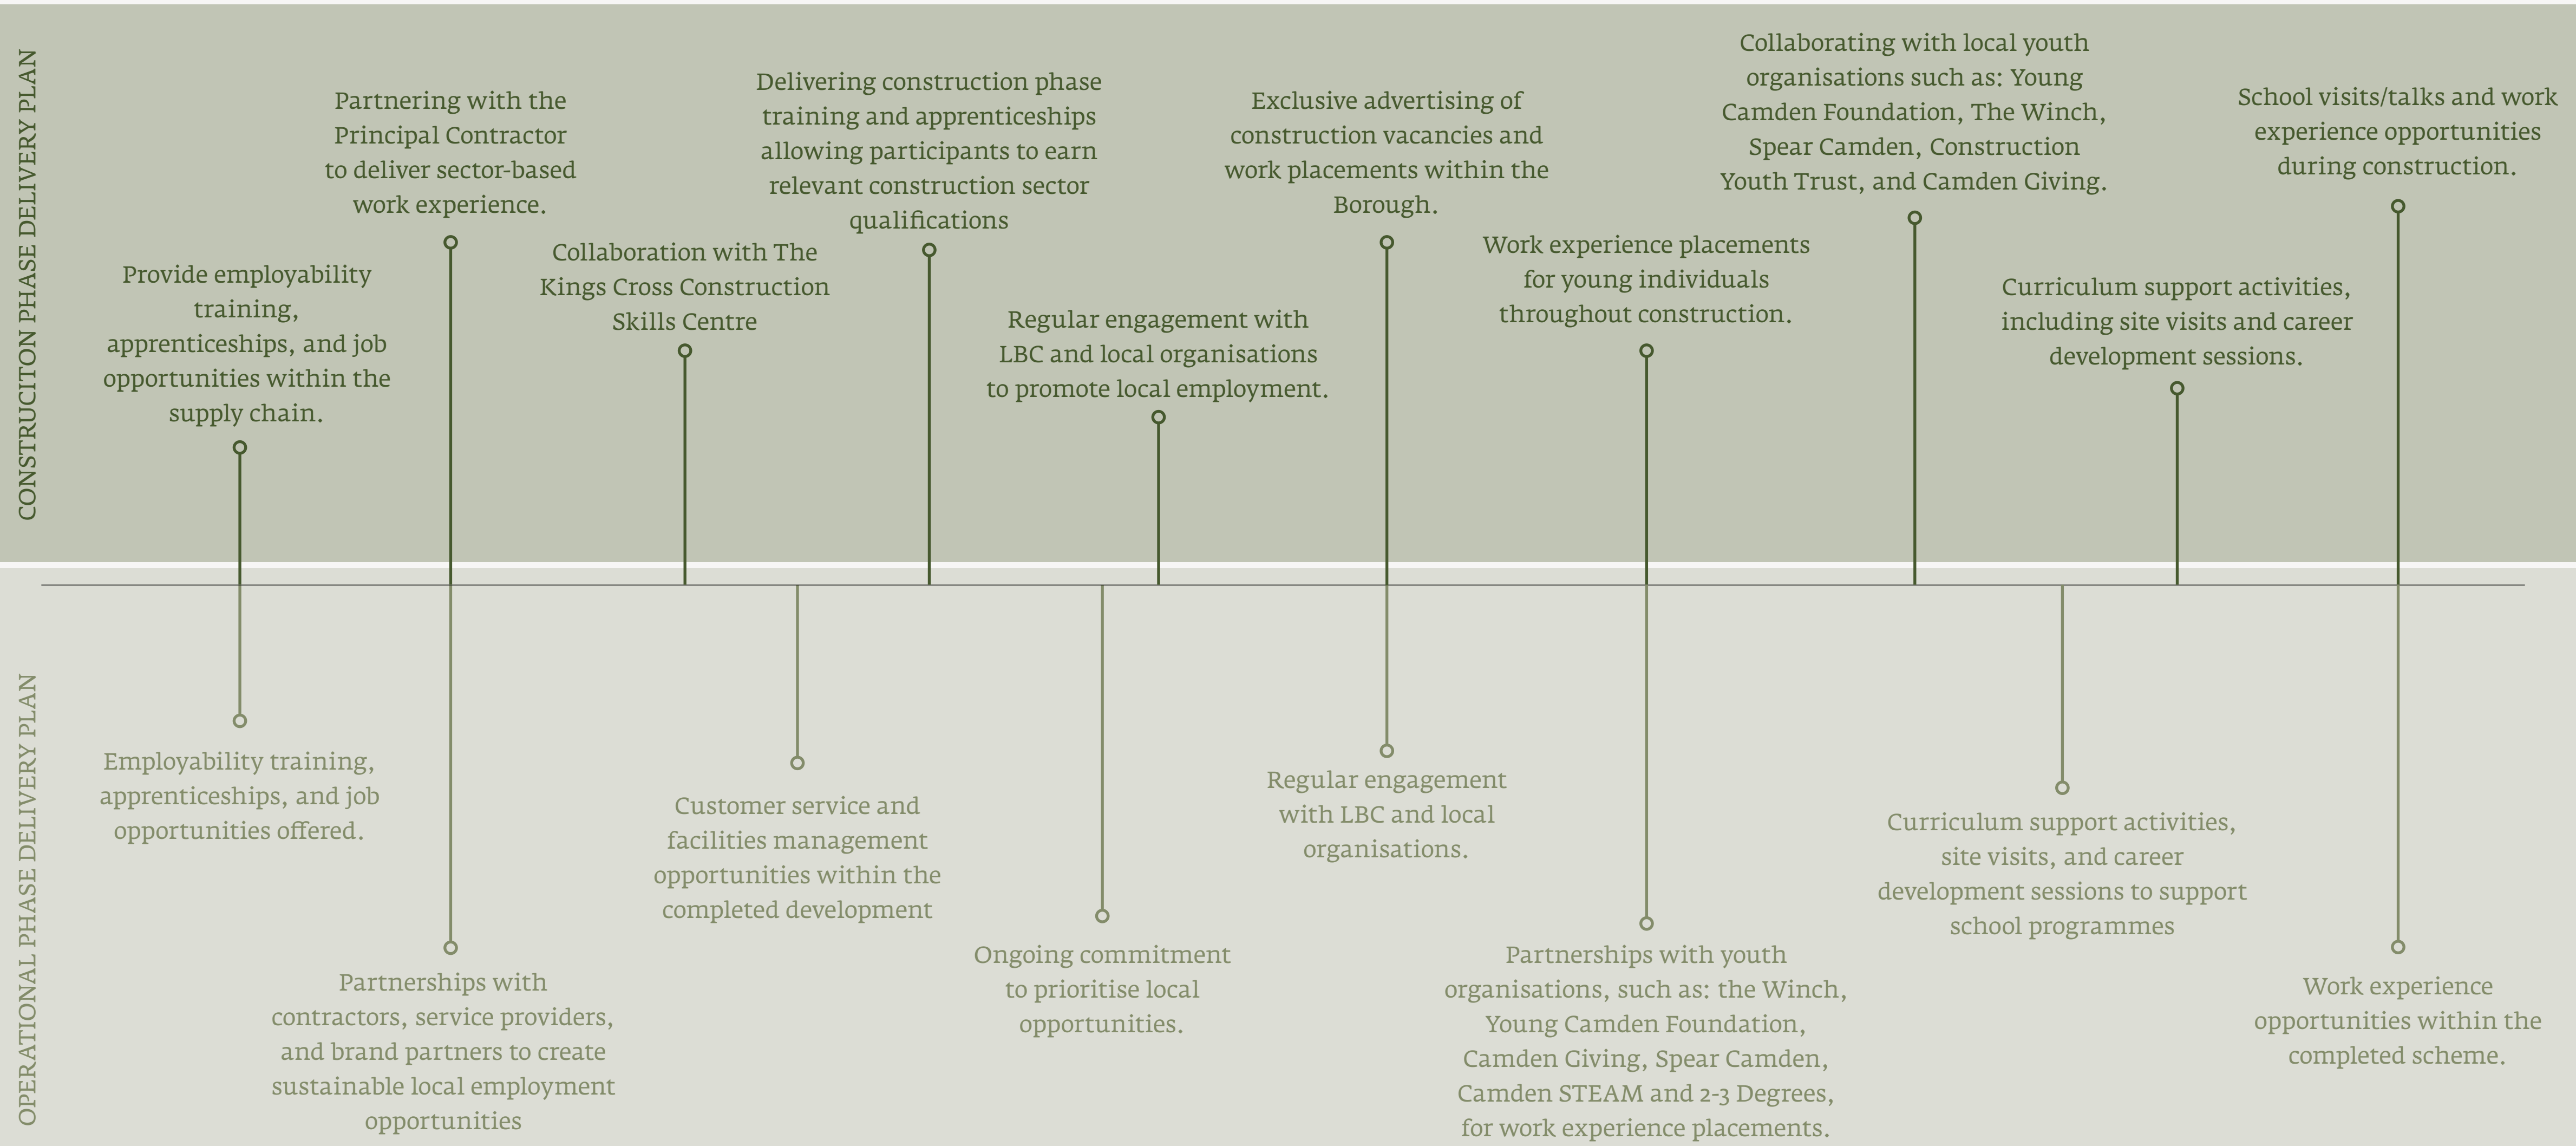 CONSTRUCITON PHASE DELIVERY PLAN
Provide employability
training,
apprenticeships, and job
opportunities within the
supply chain.
Partnering with the
Principal Contractor
to deliver sector-based
work experience.
Collaboration with The
Kings Cross Construction
Skills Centre
Delivering construction phase
training and apprenticeships
allowing participants to earn
relevant construction sector
qualifications
Regular engagement with
LBC and local organisations
to promote local employment.
Exclusive advertising of
construction vacancies and
work placements within the
Borough.
Work experience placements
for young individuals
throughout construction.
Collaborating with local youth
organisations such as: Young
Camden Foundation, The Winch,
Spear Camden, Construction
Youth Trust, and Camden Giving.
Curriculum support activities,
including site visits and career
development sessions.
School visits/talks and work
experience opportunities
during construction.
OPERATIONAL PHASE DELIVERY PLAN
Employability training,
apprenticeships, and job
opportunities offered.
Partnerships with
contractors, service providers,
and brand partners to create
sustainable local employment
opportunities
Customer service and
facilities management
opportunities within the
completed development
Ongoing commitment
to prioritise local
opportunities.
Regular engagement
with LBC and local
organisations.
Partnerships with youth
organisations, such as: the Winch,
Young Camden Foundation,
Camden Giving, Spear Camden,
Camden STEAM and 2-3 Degrees,
for work experience placements.
Curriculum support activities,
site visits, and career
development sessions to support
school programmes
Work experience
opportunities within the
completed scheme.